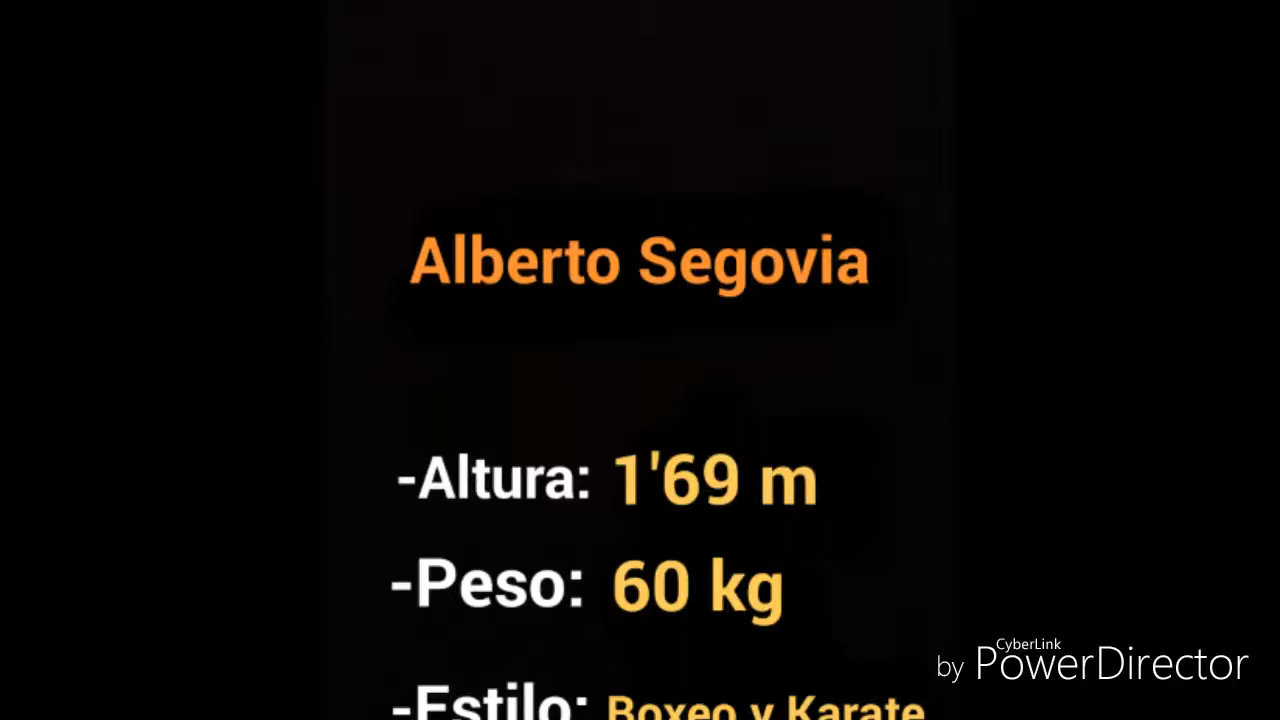 Alberto Segovia
-Altura: 1'69 m
-Peso: 60 kg
-Estilo: Boxeo y Karate
CyberLink
by PowerDirector